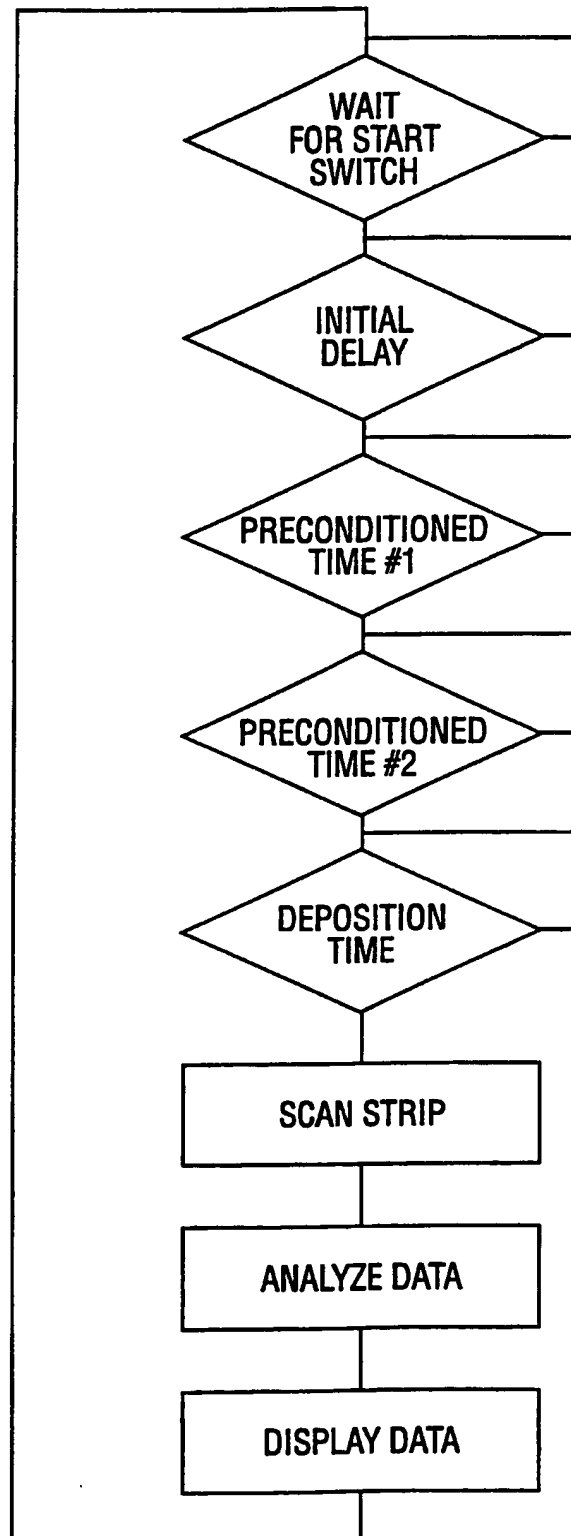 WAIT
FOR START
SWITCH
INITIAL
DELAY
PRECONDITIONED
TIME #1
PRECONDITIONED
TIME #2
DEPOSITION
TIME
SCAN STRIP
ANALYZE DATA
DISPLAY DATA